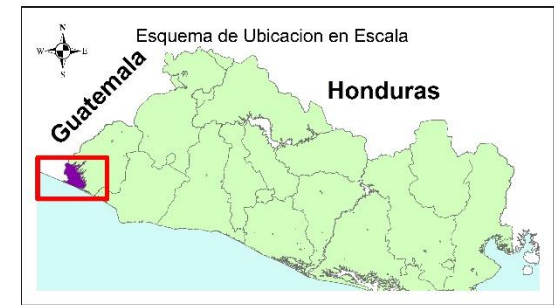 N
Esquema de Ubicacion en Escala
W E
S
Guatemala
Honduras